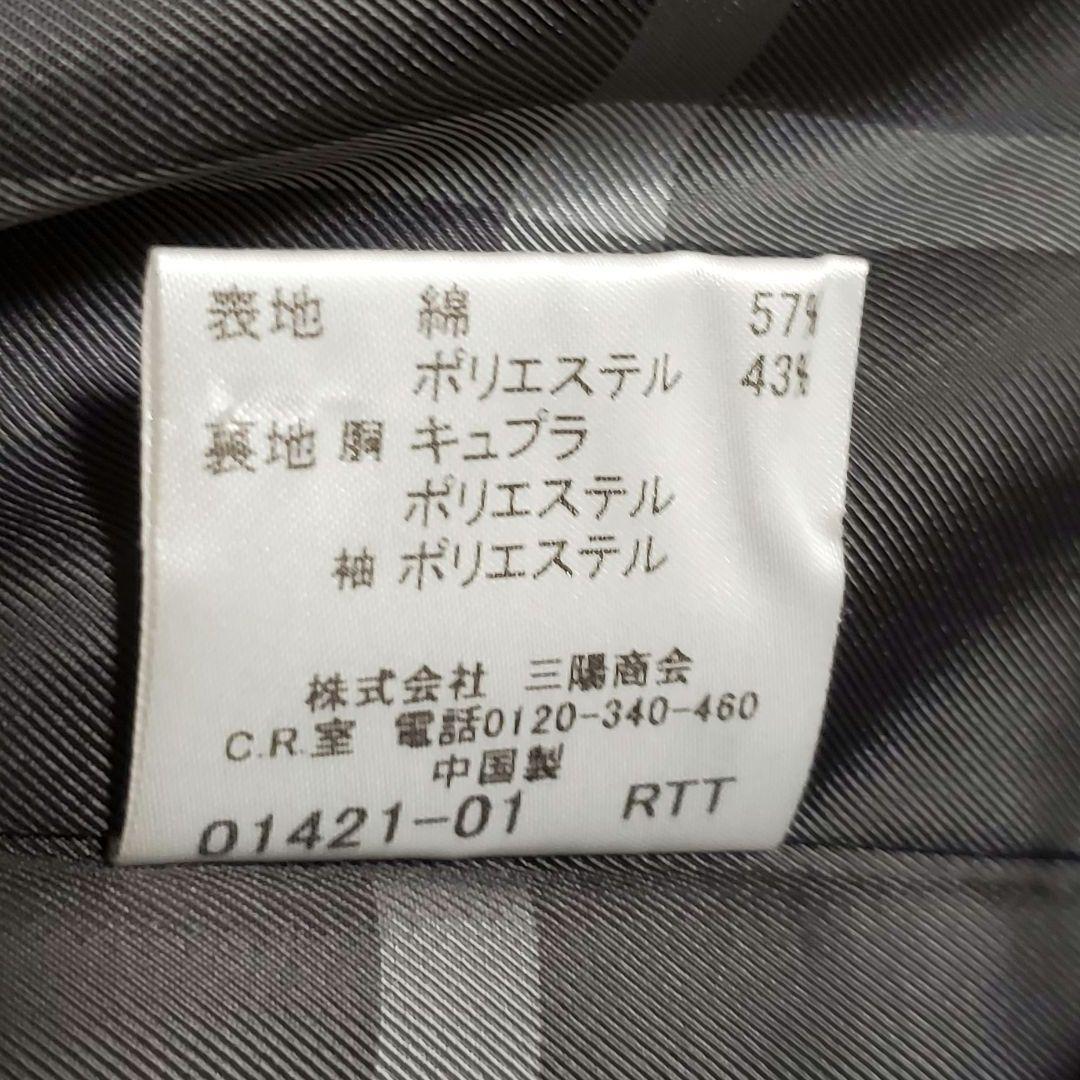 表地 綿 57%
ポリエステル 43%
裏地 胴 キュプラ
ポリエステル
袖 ポリエステル
株式会社 三陽商会
C.R.室 電話0120-340-460
中国製
01421-01 RTT